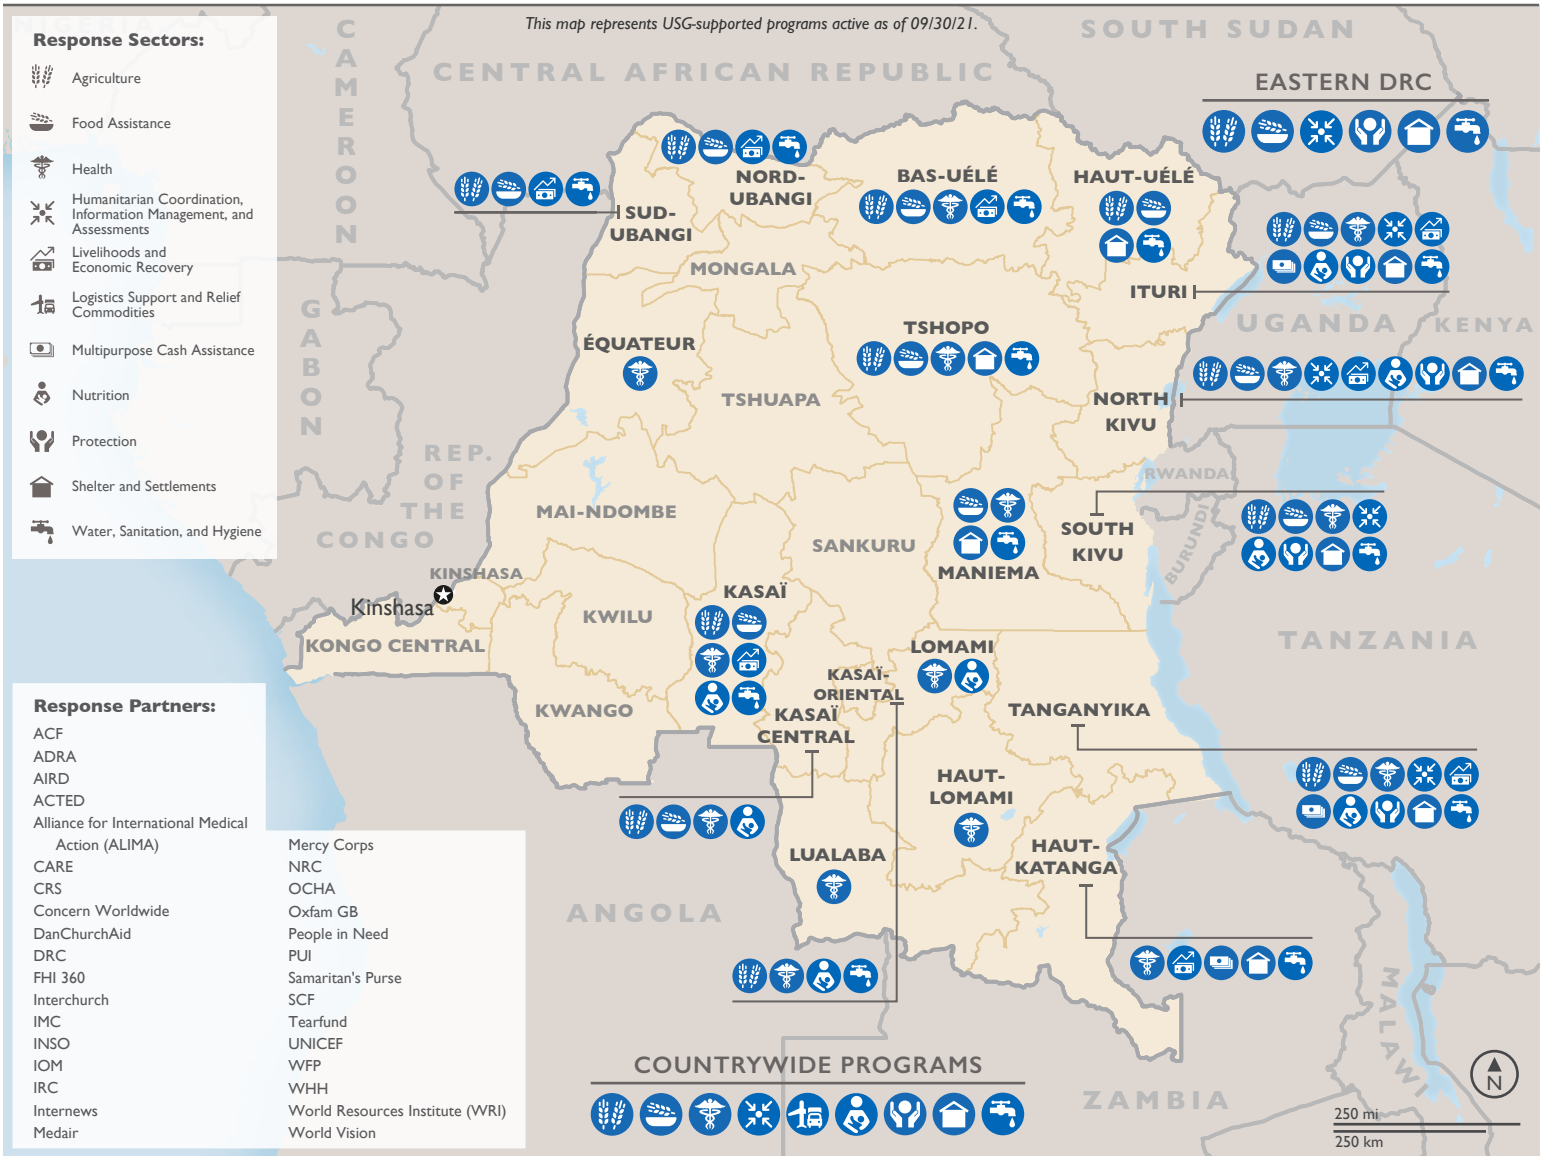 This map represents USG-supported programs active as of 09/30/21.
NIGERIA
CAMEROON
CENTRAL AFRICAN REPUBLIC
SOUTH SUDAN
Response Sectors:
Agriculture
Food Assistance
Health
Humanitarian Coordination,
Information Management, and
Assessments
Livelihoods and
Economic Recovery
Logistics Support and Relief
Commodities
Multipurpose Cash Assistance
Nutrition
Protection
Shelter and Settlements
Water, Sanitation, and Hygiene
EASTERN DRC
NORD-
UBANGI
BAS-UÉLÉ
HAUT-UÉLÉ
SUD-
UBANGI
MONGALA
ITURI
GABON
UGANDA
KENYA
ÉQUATEUR
TSHOPO
TSHUAPA
NORTH
KIVU
REP.
OF
THE
CONGO
RWANDA
BURUNDI
MAI-NDOMBE
SANKURU
SOUTH
KIVU
MANIEMA
KINSHASA
Kinshasa
KASAÏ
KWILU
KONGO CENTRAL
TANZANIA
LOMAMI
KASAÏ-
ORIENTAL
KASAÏ
CENTRAL
KWANGO
TANGANYIKA
HAUT-
LOMAMI
LUALABA
HAUT-
KATANGA
ANGOLA
MALAWI
ZAMBIA
Response Partners:
ACF
ADRA
AIRD
ACTED
Alliance for International Medical
Action (ALIMA)
CARE
CRS
Concern Worldwide
DanChurchAid
DRC
FHI 360
Interchurch
IMC
INSO
IOM
IRC
Internews
Medair
Mercy Corps
NRC
OCHA
Oxfam GB
People in Need
PUI
Samaritan's Purse
SCF
Tearfund
UNICEF
WFP
WHH
World Resources Institute (WRI)
World Vision
COUNTRYWIDE PROGRAMS
N
250 mi
250 km